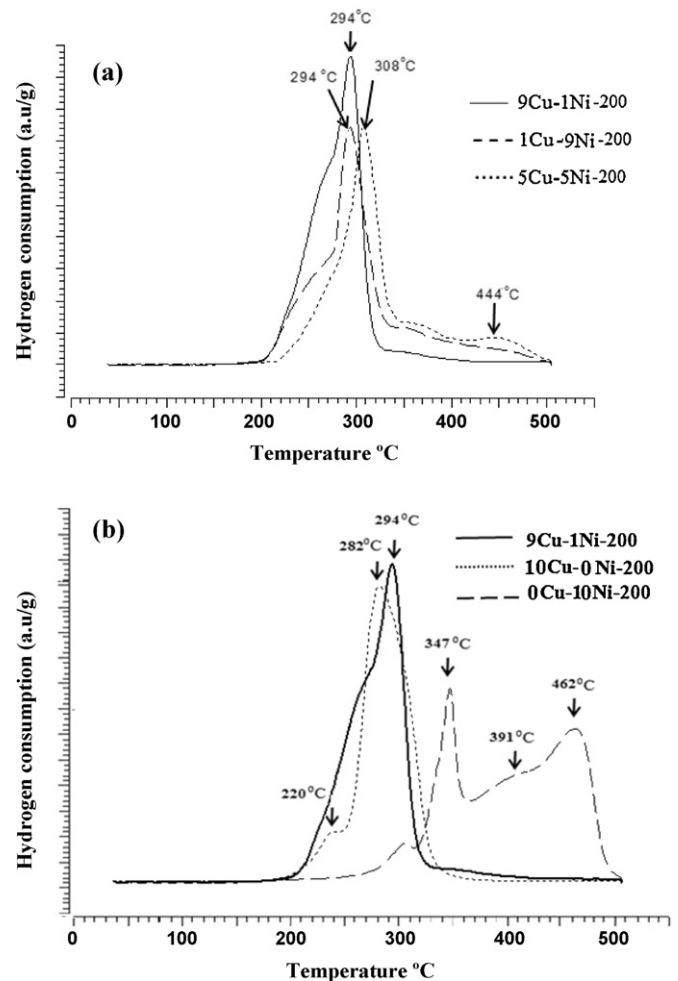 (a)
294°C
294°C
308°C
444°C
9Cu-1Ni-200
1Cu-9Ni-200
5Cu-5Ni-200
Hydrogen consumption (a.u/g)
0 100 200 300 400 500
Temperature ºC
(b)
294°C
282°C
220°C
347°C
391°C
462°C
9Cu-1Ni-200
10Cu-0 Ni-200
0Cu-10Ni-200
Hydrogen consumption (a.u/g)
0 100 200 300 400 500
Temperature ºC